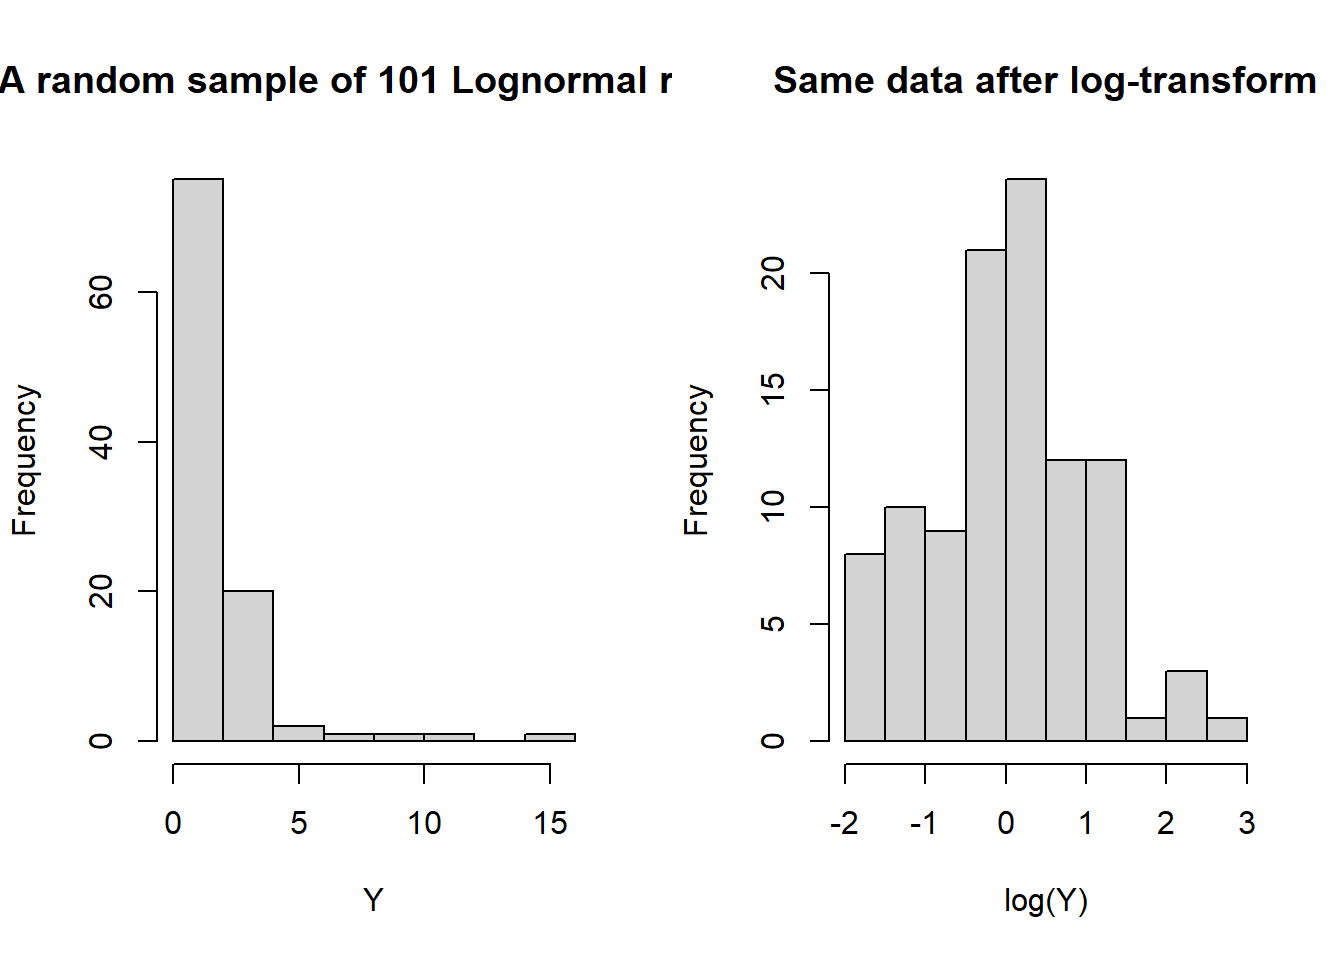 A random sample of 101 Lognormal r
Frequency
0
20
40
60
0 5 10 15
Y
Same data after log-transform
Frequency
0
5
10
15
20
-2 -1 0 1 2 3
log(Y)